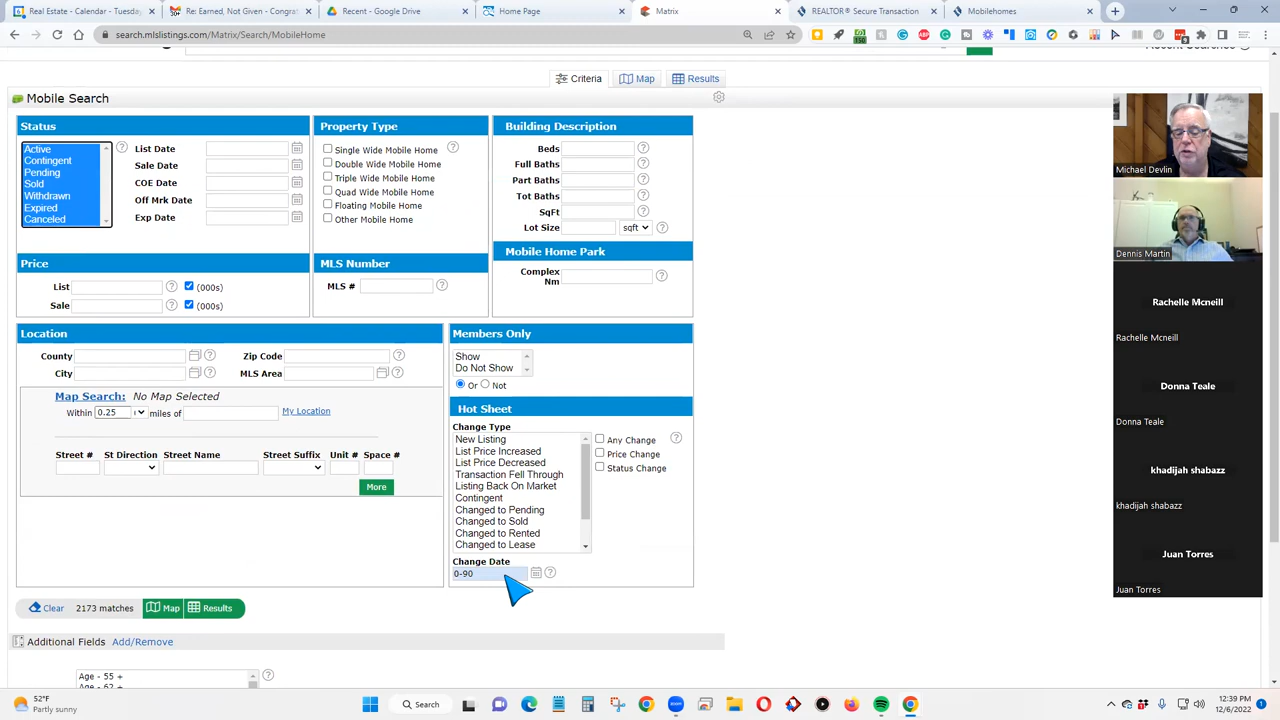 Real Estate - Calendar - Tuesday,
Re: Earned, Not Given - Congrat
Recent - Google Drive
Home Page
Matrix
REALTOR® Secure Transaction
Mobilehomes
search.mlslistings.com/Matrix/Search/MobileHome
Criteria
Map
Results
Mobile Search
Status
Active
Contingent
Pending
Sold
Withdrawn
Expired
Canceled
List Date
Sale Date
COE Date
Off Mrk Date
Exp Date
Property Type
Single Wide Mobile Home
Double Wide Mobile Home
Triple Wide Mobile Home
Quad Wide Mobile Home
Floating Mobile Home
Other Mobile Home
Building Description
Beds
Full Baths
Part Baths
Tot Baths
SqFt
Lot Size
sqft
Price
List
(000s)
Sale
(000s)
MLS Number
MLS #
Mobile Home Park
Complex
Nm
Location
County
Zip Code
City
MLS Area
Map Search: No Map Selected
Within 0.25 miles of
My Location
Street #
St Direction
Street Name
Street Suffix
Unit #
Space #
More
Members Only
Show
Do Not Show
Or
Not
Hot Sheet
Change Type
New Listing
List Price Increased
List Price Decreased
Transaction Fell Through
Listing Back On Market
Contingent
Changed to Pending
Changed to Sold
Changed to Rented
Changed to Lease
Any Change
Price Change
Status Change
Change Date
0-90
Clear
2173 matches
Map
Results
Additional Fields Add/Remove
Age - 55 +
Michael Devlin
Dennis Martin
Rachelle Mcneill
Rachelle Mcneill
Donna Teale
Donna Teale
khadijah shabazz
khadijah shabazz
Juan Torres
Juan Torres
52°F
Partly sunny
Search
12:39 PM
12/6/2022